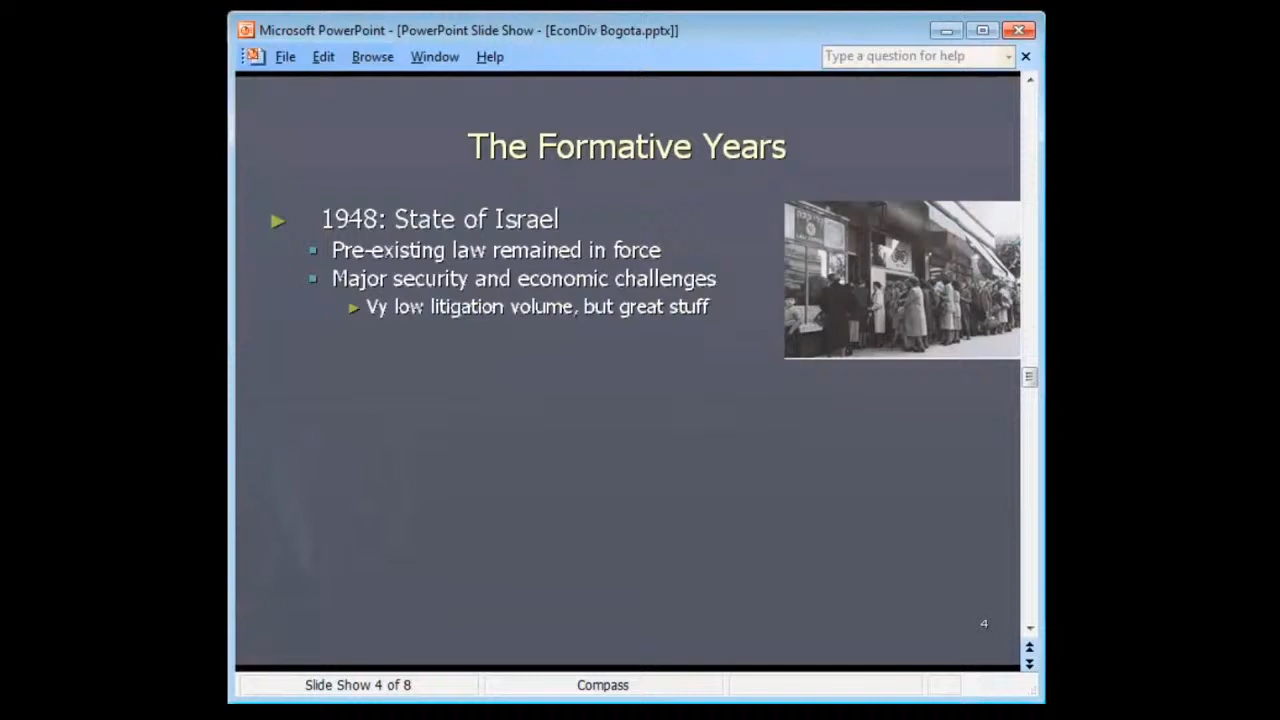 Microsoft PowerPoint - [PowerPoint Slide Show - [EconDiv Bogota.pptx]]
File Edit Browse Window Help
Type a question for help
The Formative Years
1948: State of Israel
Pre-existing law remained in force
Major security and economic challenges
Vy low litigation volume, but great stuff
4
Slide Show 4 of 8
Compass